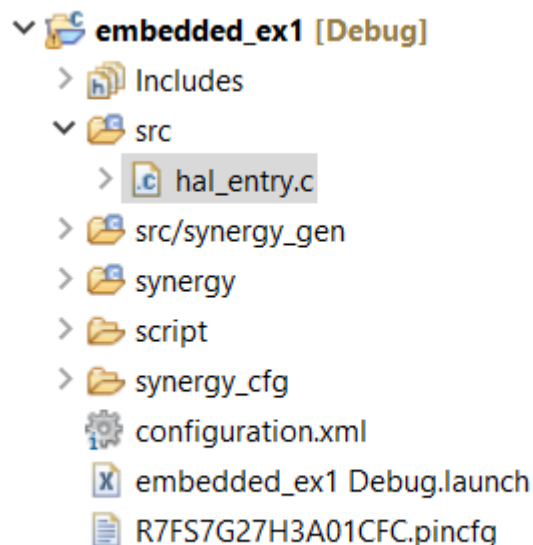 embedded_ex1 [Debug]
Includes
src
hal_entry.c
src/synergy_gen
synergy
script
synergy_cfg
configuration.xml
embedded_ex1 Debug.launch
R7FS7G27H3A01CFC.pincfg